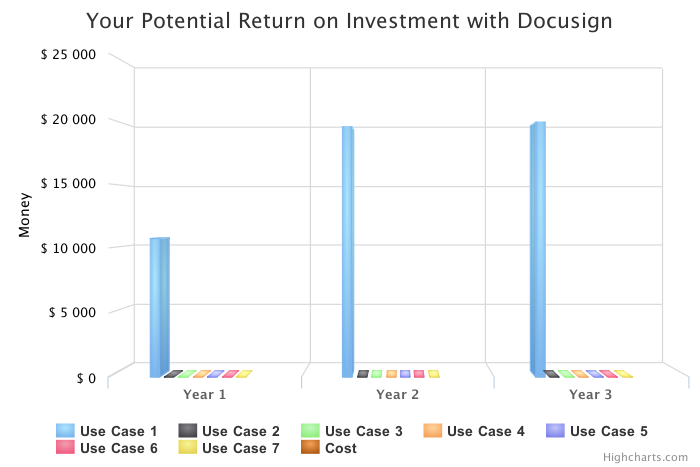 Your Potential Return on Investment with Docusign
$ 25 000
$ 20 000
$ 15 000
$ 10 000
$ 5 000
$ 0
Money
Year 1 Year 2 Year 3
Use Case 1 Use Case 2 Use Case 3 Use Case 4 Use Case 5
Use Case 6 Use Case 7 Cost
Highcharts.com